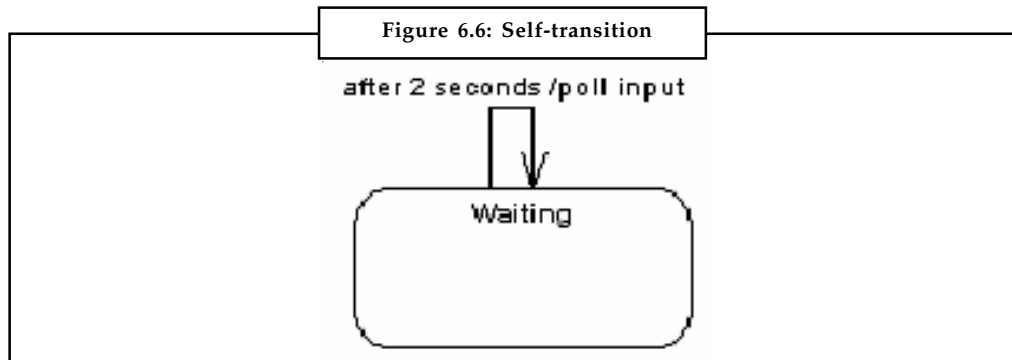 Figure 6.6: Self-transition
after 2 seconds /poll input
Waiting